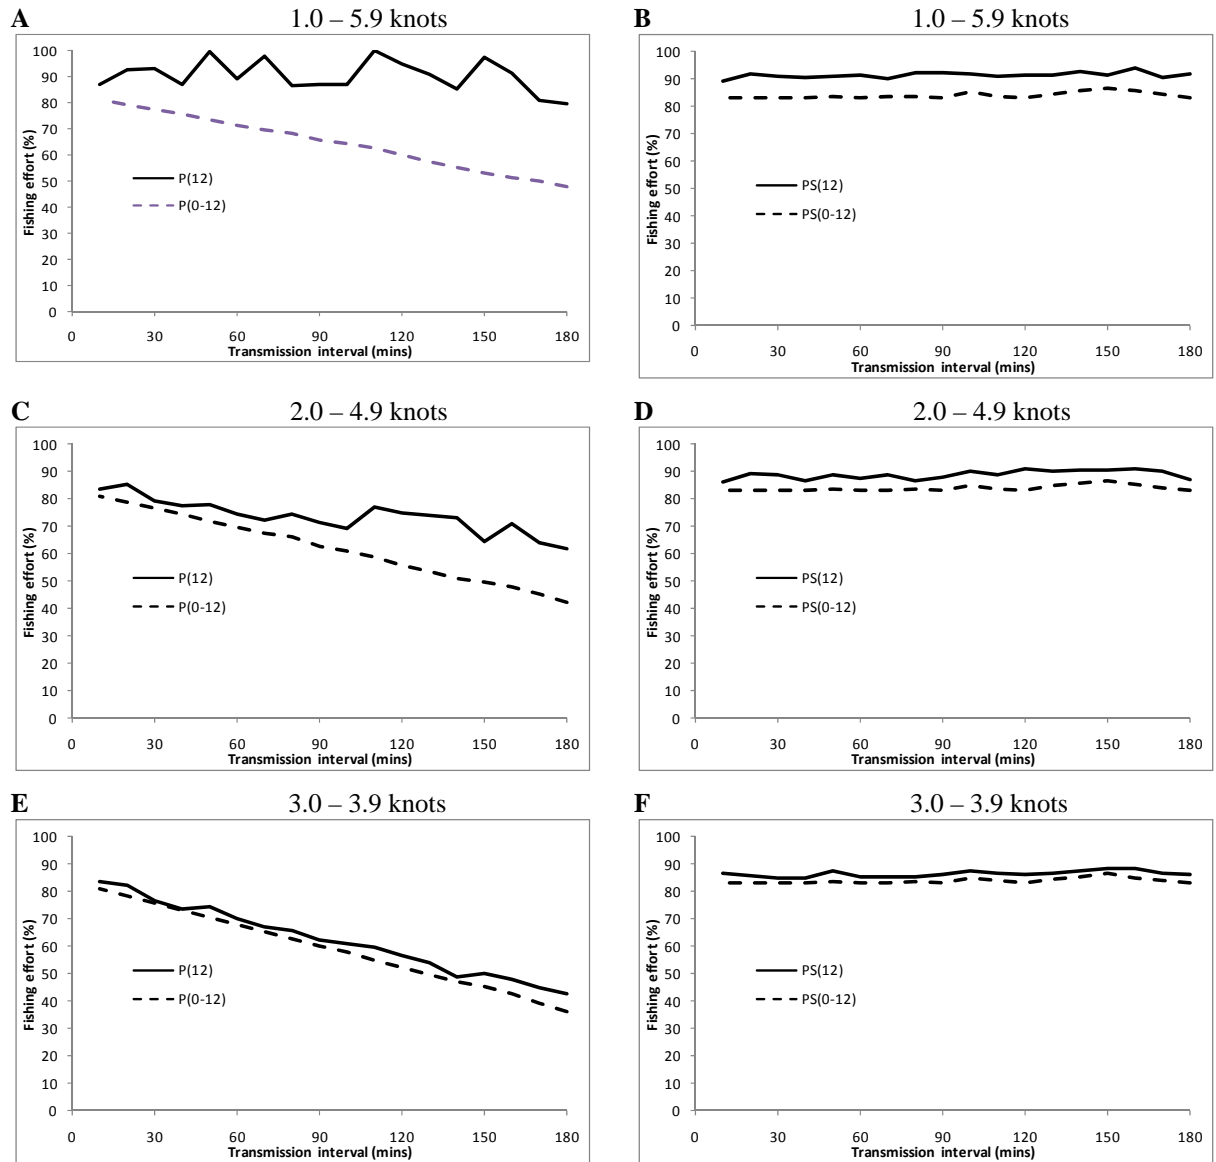 A 1.0 – 5.9 knots
100
90
80
70
60
50
40
30
20
10
0
Fishing effort (%)
P(12)
P(0-12)
0 30 60 90 120 150 180
Transmission interval (mins)
B 1.0 – 5.9 knots
100
90
80
70
60
50
40
30
20
10
0
Fishing effort (%)
PS(12)
PS(0-12)
0 30 60 90 120 150 180
Transmission interval (mins)
C 2.0 – 4.9 knots
100
90
80
70
60
50
40
30
20
10
0
Fishing effort (%)
P(12)
P(0-12)
0 30 60 90 120 150 180
Transmission interval (mins)
D 2.0 – 4.9 knots
100
90
80
70
60
50
40
30
20
10
0
Fishing effort (%)
PS(12)
PS(0-12)
0 30 60 90 120 150 180
Transmission interval (mins)
E 3.0 – 3.9 knots
100
90
80
70
60
50
40
30
20
10
0
Fishing effort (%)
P(12)
P(0-12)
0 30 60 90 120 150 180
Transmission interval (mins)
F 3.0 – 3.9 knots
100
90
80
70
60
50
40
30
20
10
0
Fishing effort (%)
PS(12)
PS(0-12)
0 30 60 90 120 150 180
Transmission interval (mins)